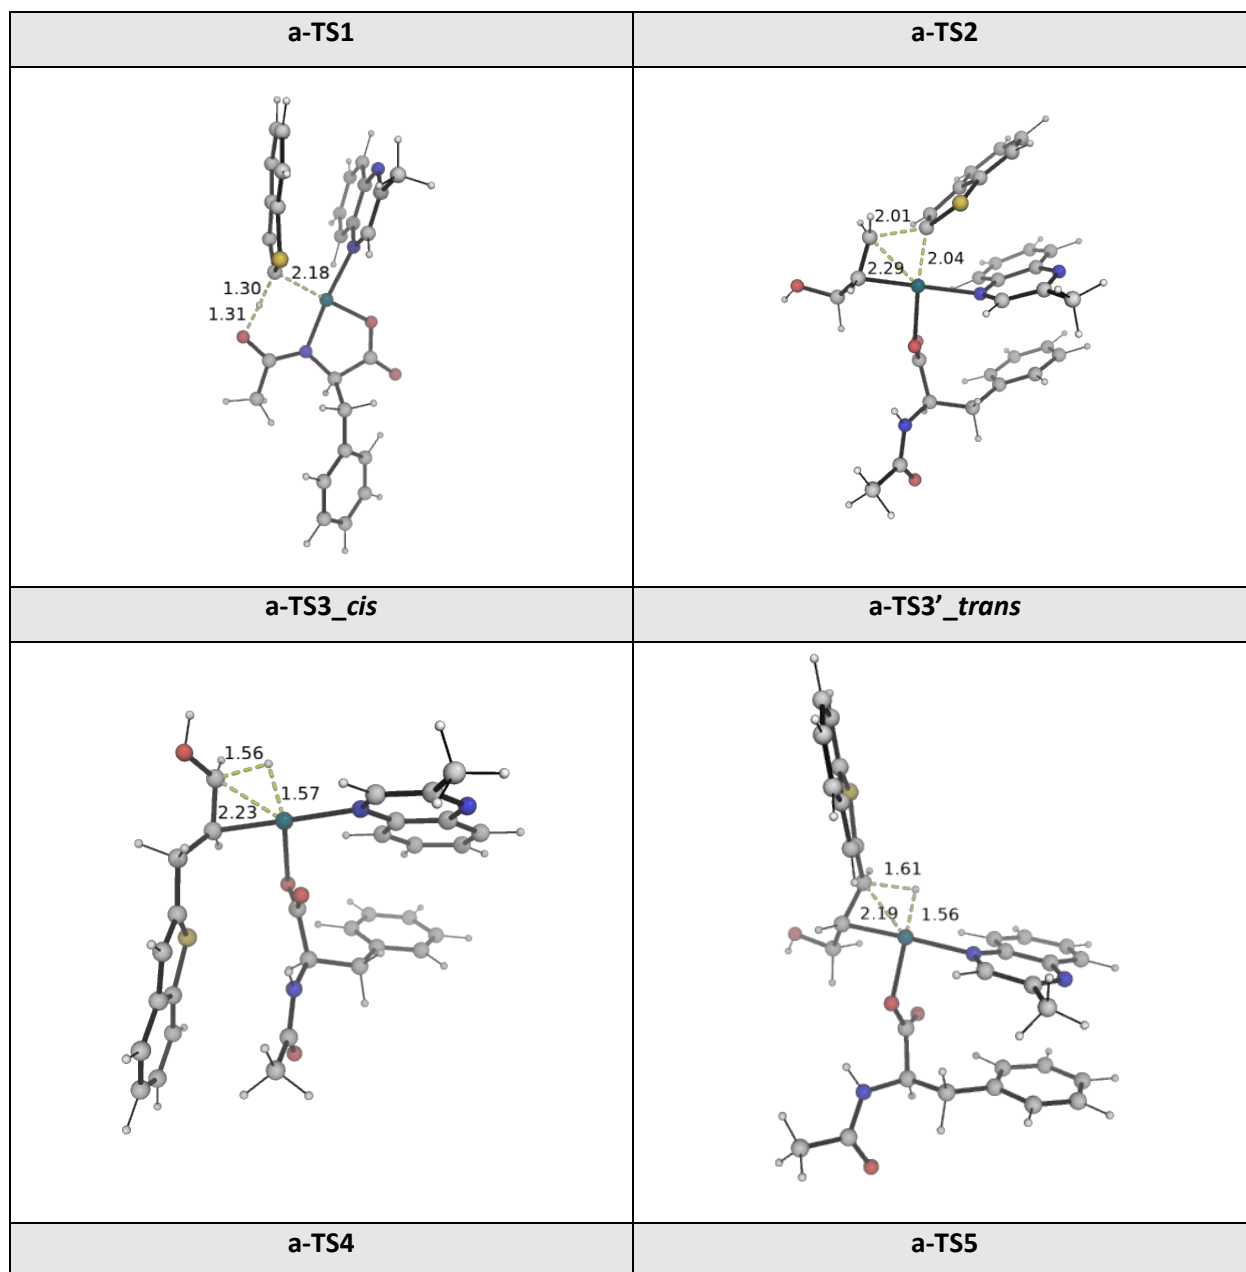 a-TS1
a-TS2
1.30
2.18
1.31
2.01
2.29
2.04
a-TS3_cis
a-TS3’_trans
1.56
1.57
2.23
1.61
2.19
1.56
a-TS4
a-TS5